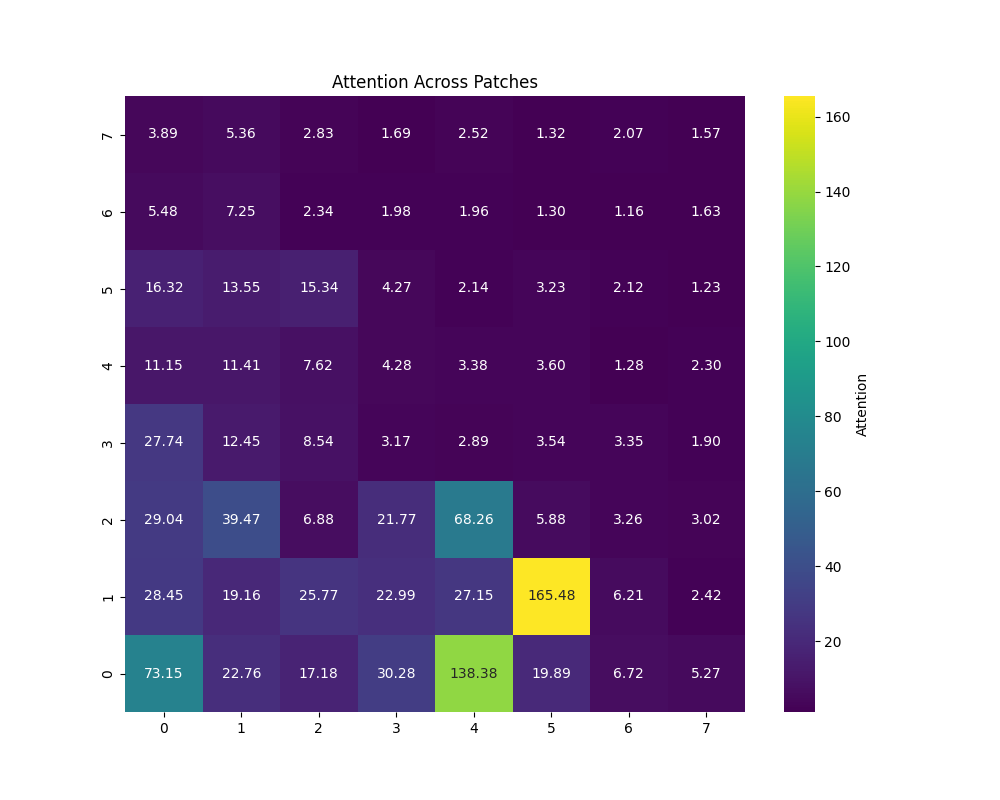 Attention Across Patches
7 3.89 5.36 2.83 1.69 2.52 1.32 2.07 1.57
6 5.48 7.25 2.34 1.98 1.96 1.30 1.16 1.63
5 16.32 13.55 15.34 4.27 2.14 3.23 2.12 1.23
4 11.15 11.41 7.62 4.28 3.38 3.60 1.28 2.30
3 27.74 12.45 8.54 3.17 2.89 3.54 3.35 1.90
2 29.04 39.47 6.88 21.77 68.26 5.88 3.26 3.02
1 28.45 19.16 25.77 22.99 27.15 165.48 6.21 2.42
0 73.15 22.76 17.18 30.28 138.38 19.89 6.72 5.27
0 1 2 3 4 5 6 7
160
140
120
100
80
60
40
20
Attention